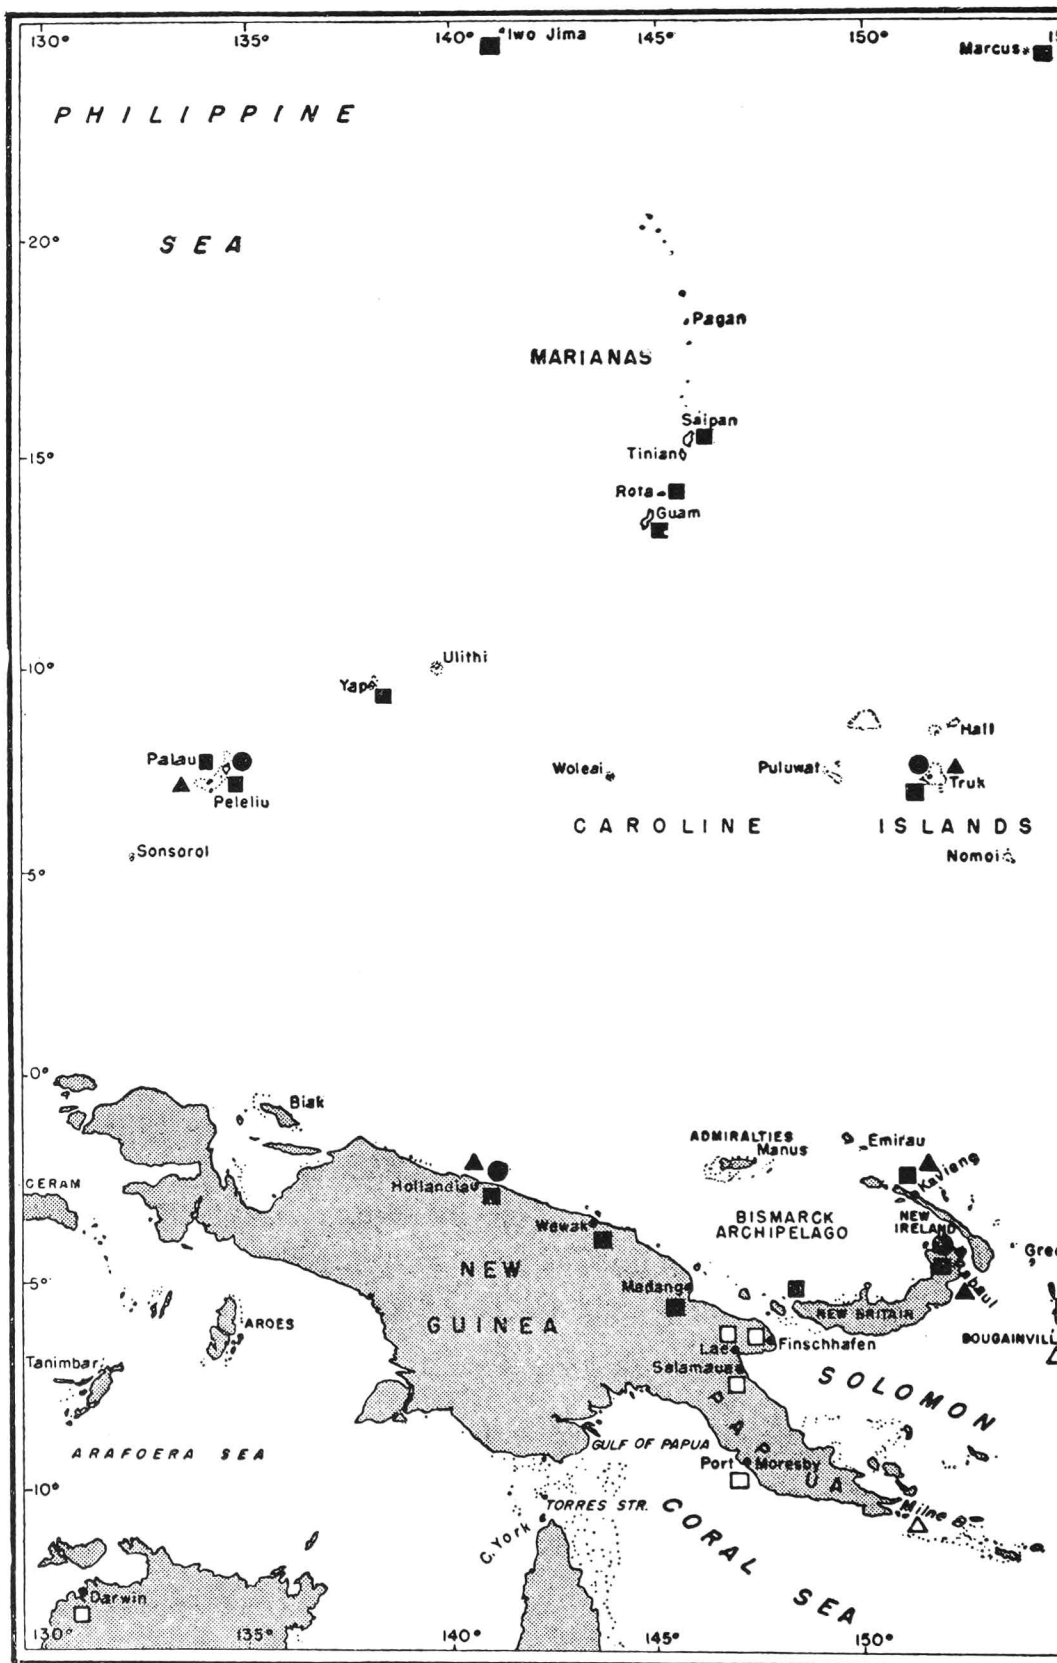 130° 135° 140° 145° 150°
Iwo Jima
Marcus
PHILIPPINE
SEA
20°
Pagan
MARIANAS
Saipan
Tinian
15°
Rota
Guam
10°
Ulithi
Yap
Hall
Palau
Woleai
Puluwat
Truk
Peleliu
CAROLINE ISLANDS
Sonsorol
Nomoi
5°
0°
Biak
ADMIRALTIES
Manus
Emirau
Kavieng
CERAM
Hollandia
NEW
IRELAND
Wewak
BISMARCK
ARCHIPELAGO
NEW
GUINEA
5°
Madang
NEW BRITAIN
AROES
Finschhafen
Lae
BOUGAINVILL
Salamaua
Tanimbar
SOLOMON
PAPUA
GULF OF PAPUA
ARAFOERA SEA
Port Moresby
10°
TORRES STR.
Milne B.
C. York
CORAL SEA
Darwin
130° 135° 140° 145° 150°